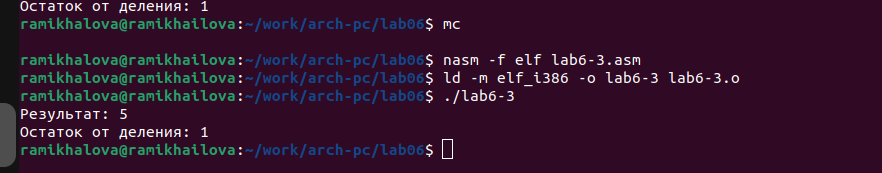 Остаток от деления: 1
ramikhalova@ramikhailova:~/work/arch-pc/lab06$ mc
ramikhalova@ramikhailova:~/work/arch-pc/lab06$ nasm -f elf lab6-3.asm
ramikhalova@ramikhailova:~/work/arch-pc/lab06$ ld -m elf_i386 -o lab6-3 lab6-3.o
ramikhalova@ramikhailova:~/work/arch-pc/lab06$ ./lab6-3
Результат: 5
Остаток от деления: 1
ramikhalova@ramikhailova:~/work/arch-pc/lab06$